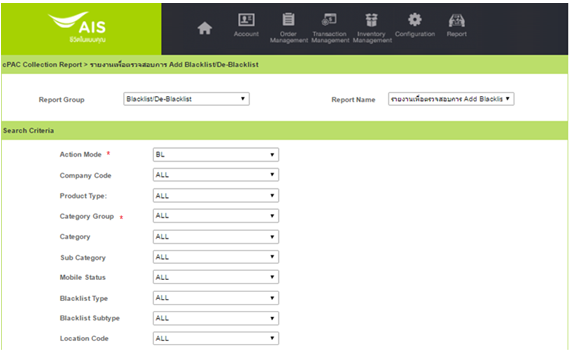 AIS
ชีวิตในแบบคุณ
Account
Order Management
Transaction Management
Inventory Management
Configuration
Report
cPAC Collection Report > รายงานเพื่อตรวจสอบการ Add Blacklist/De-Blacklist
Report Group Blacklist/De-Blacklist
Report Name รายงานเพื่อตรวจสอบการ Add Blacklis
Search Criteria
Action Mode * BL
Company Code ALL
Product Type: ALL
Category Group * ALL
Category ALL
Sub Category ALL
Mobile Status ALL
Blacklist Type ALL
Blacklist Subtype ALL
Location Code ALL